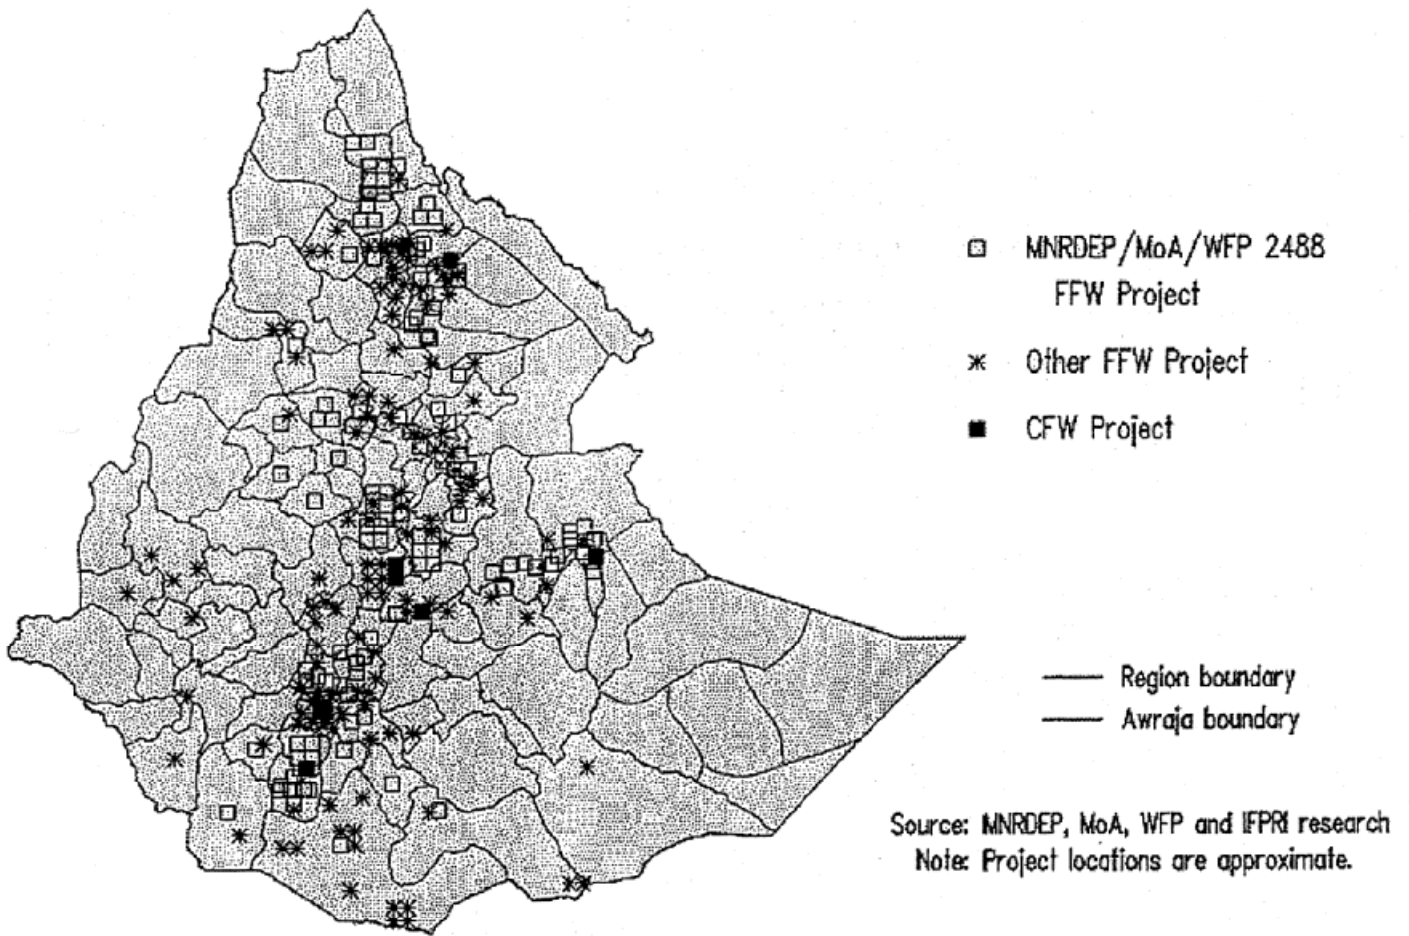 MNRDEP/MoA/WFP 2488
FFW Project
Other FFW Project
CFW Project
Region boundary
Awraja boundary
Source: MNRDEP, MoA, WFP and IFPRI research
Note: Project locations are approximate.